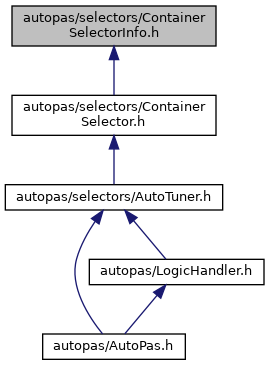 autopas/selectors/Container
SelectorInfo.h
autopas/selectors/Container
Selector.h
autopas/selectors/AutoTuner.h
autopas/LogicHandler.h
autopas/AutoPas.h